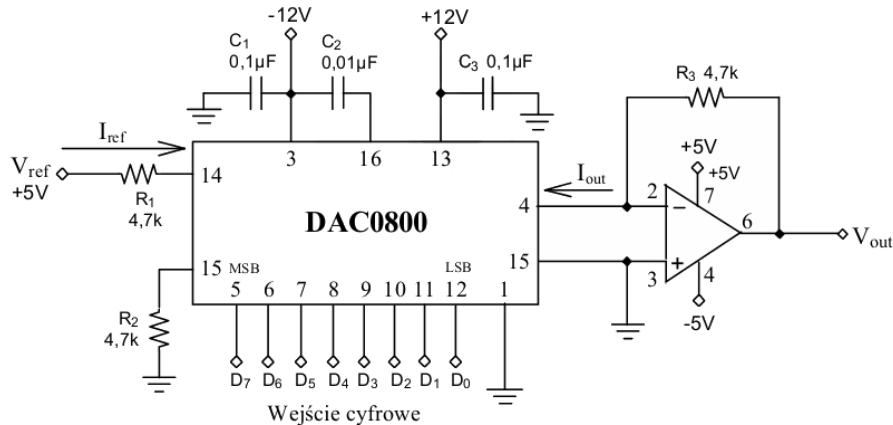 -12V
+12V
C1
0,1µF
C2
0,01µF
C3 0,1µF
R3 4,7k
Iref
3
16
13
+5V
+5V
Vref
+5V
14
Iout
4
2
−
7
6
R1
4,7k
DAC0800
Vout
15
MSB
LSB
15
3
+
4
5
6
7
8
9
10
11
12
1
-5V
R2
4,7k
D7
D6
D5
D4
D3
D2
D1
D0
Wejście cyfrowe